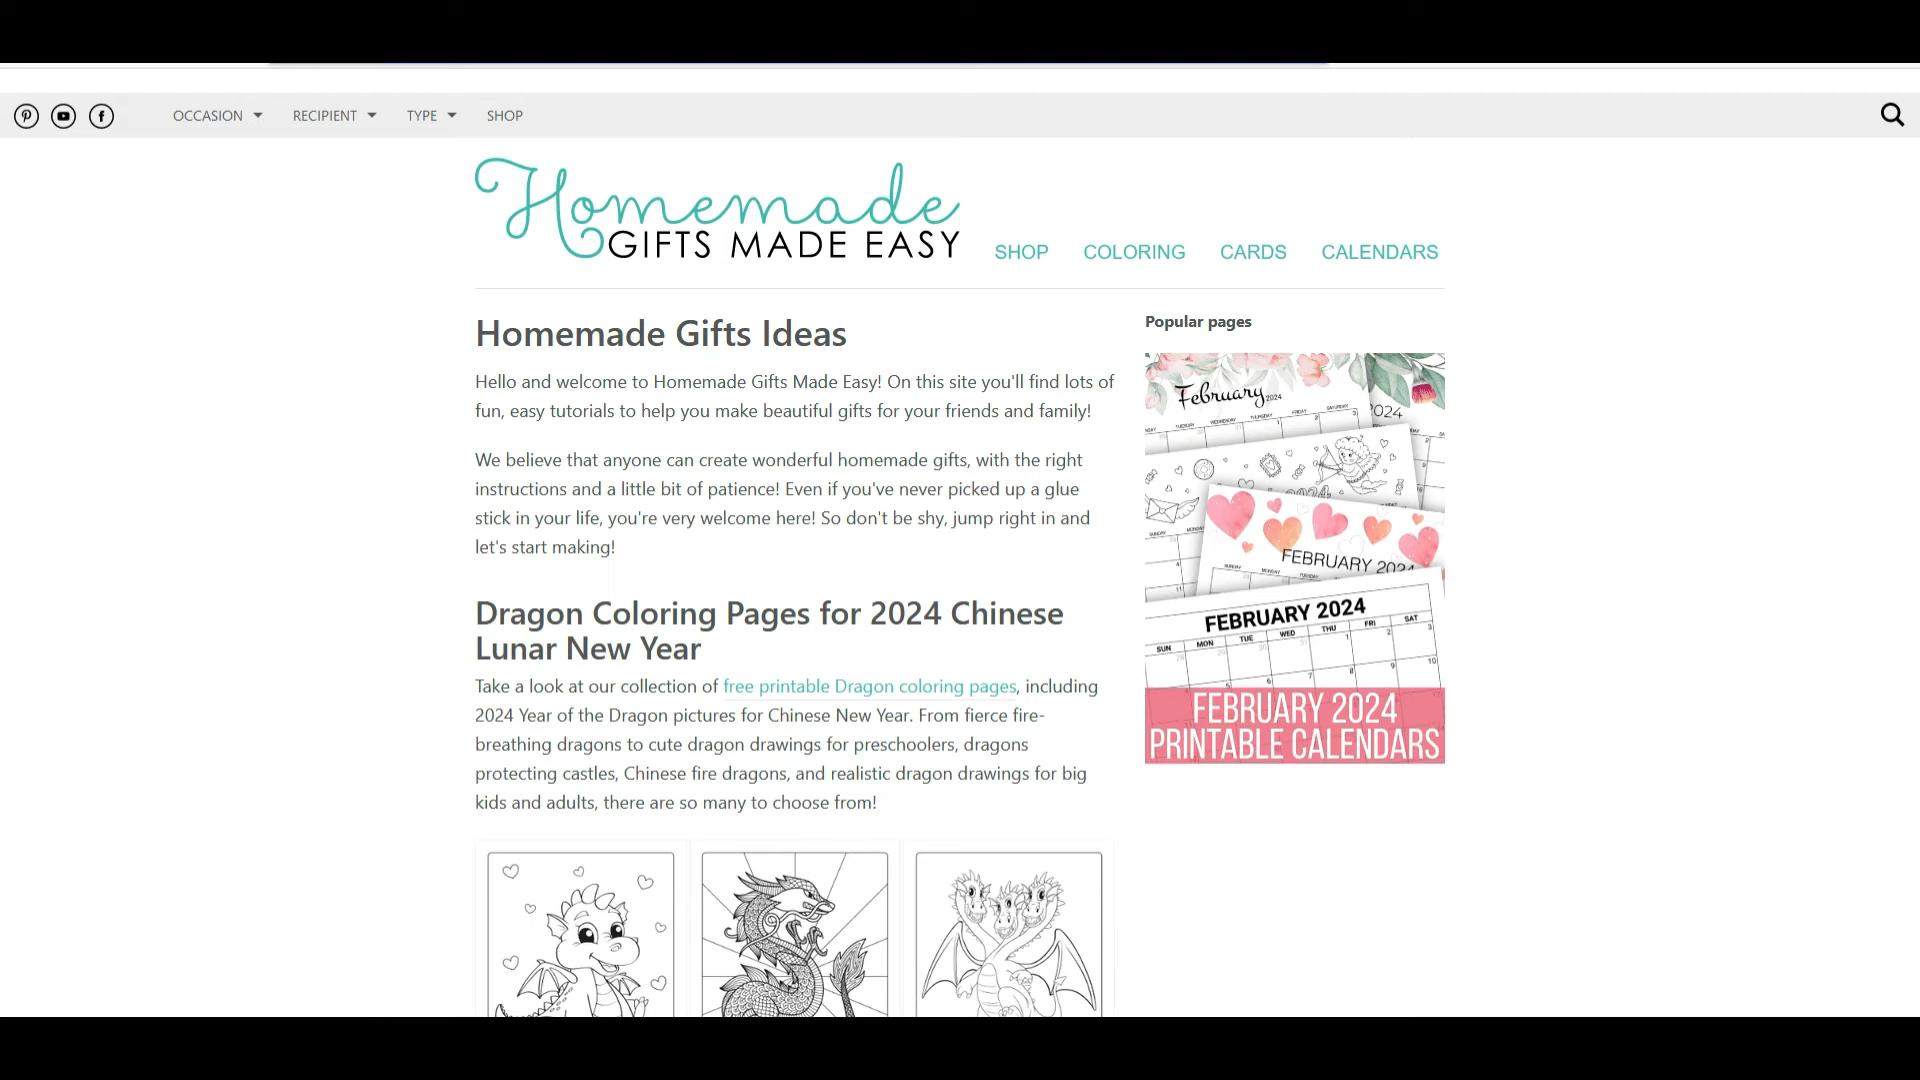 OCCASION RECIPIENT TYPE SHOP
Homemade
GIFTS MADE EASY
SHOP COLORING CARDS CALENDARS
Homemade Gifts Ideas
Hello and welcome to Homemade Gifts Made Easy! On this site you'll find lots of
fun, easy tutorials to help you make beautiful gifts for your friends and family!
We believe that anyone can create wonderful homemade gifts, with the right
instructions and a little bit of patience! Even if you've never picked up a glue
stick in your life, you're very welcome here! So don't be shy, jump right in and
let's start making!
Dragon Coloring Pages for 2024 Chinese
Lunar New Year
Take a look at our collection of free printable Dragon coloring pages, including
2024 Year of the Dragon pictures for Chinese New Year. From fierce fire-
breathing dragons to cute dragon drawings for preschoolers, dragons
protecting castles, Chinese fire dragons, and realistic dragon drawings for big
kids and adults, there are so many to choose from!
Popular pages
February 2024
2024
FEBRUARY 2024
FEBRUARY 2024
SUN MON TUE WED THU FRI SAT
FEBRUARY 2024
PRINTABLE CALENDARS